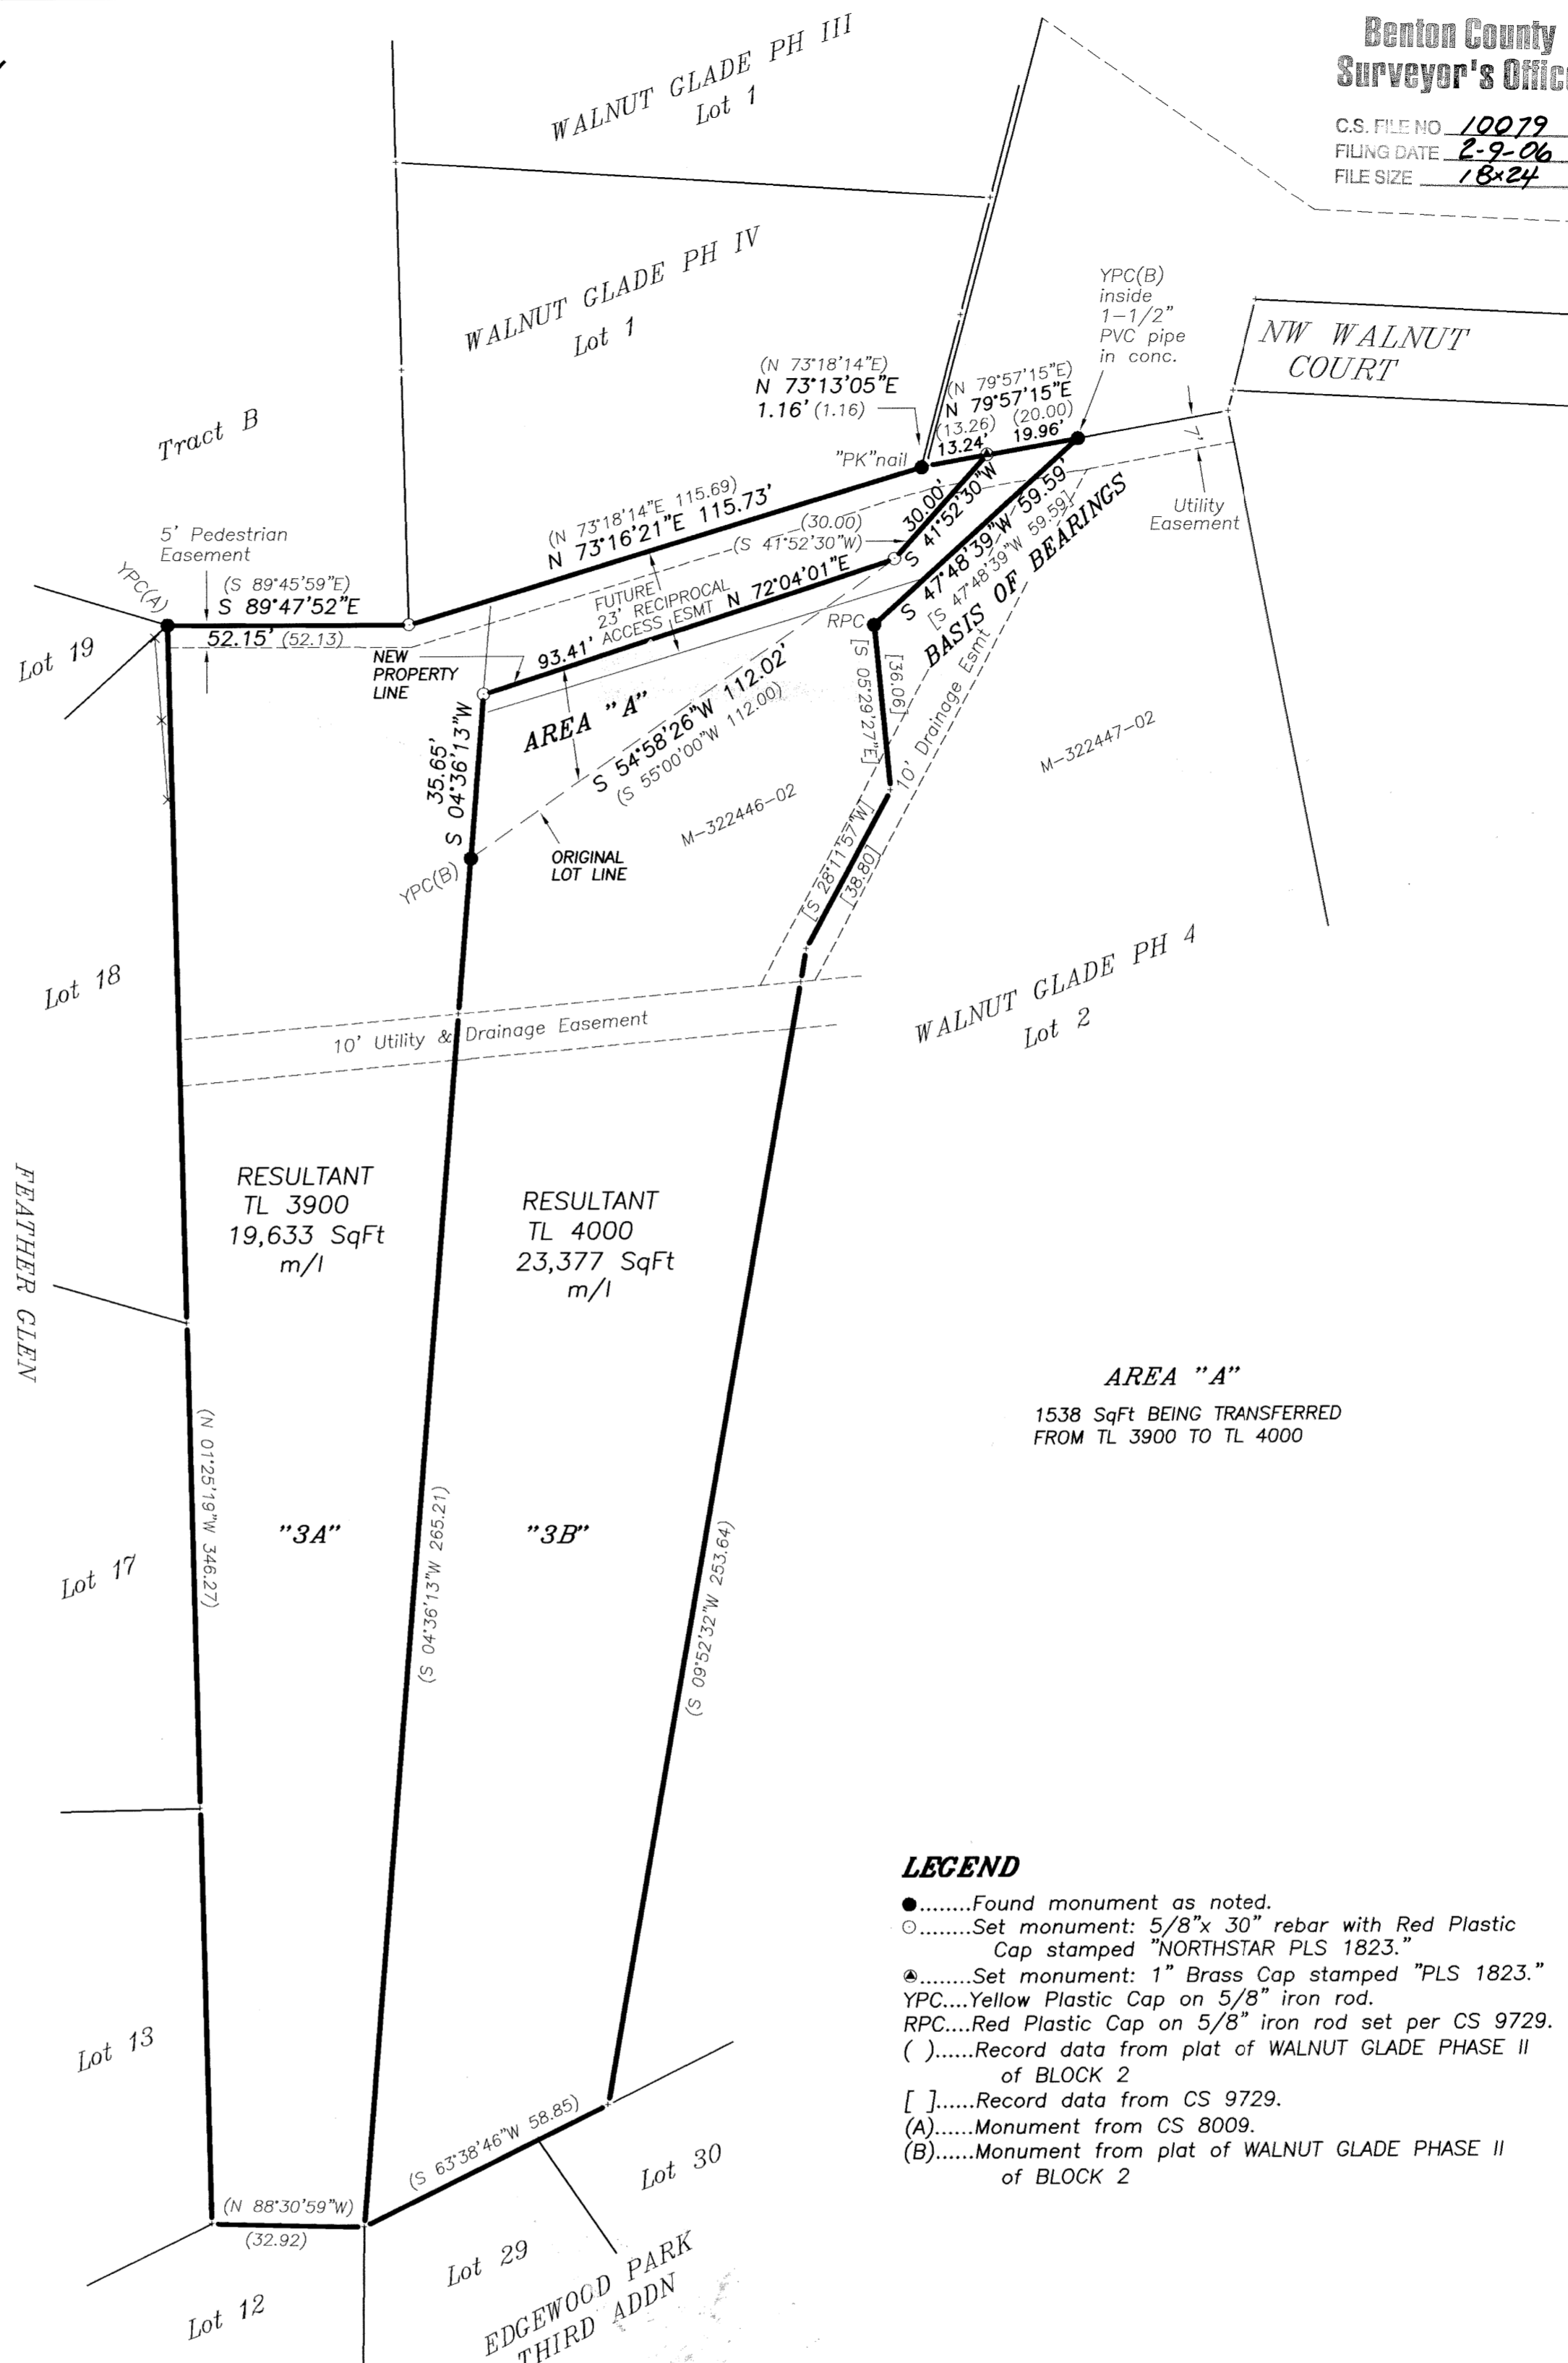 Benton County
Surveyor's Offic
C.S. FILE NO 10079
FILING DATE 2-9-06
FILE SIZE 18x24
WALNUT GLADE PH III
Lot 1
WALNUT GLADE PH IV
Lot 1
Tract B
YPC(B)
inside
1-1/2"
PVC pipe
in conc.
NW WALNUT
COURT
(N 73°18'14"E)
N 73°13'05"E
1.16' (1.16)
(N 79°57'15"E)
N 79°57'15"E
(13.26) (20.00)
13.24' 19.96'
"PK"nail
7'
Utility
Easement
5' Pedestrian
Easement
YPC(A)
(S 89°45'59"E)
S 89°47'52"E
52.15' (52.13)
Lot 19
(N 73°18'14"E 115.69)
N 73°16'21"E 115.73'
(30.00)
(S 41°52'30"W)
30.00'
S 41°52'30"W
S 47°48'39"W 59.59'
[S 47°48'39"W 59.59]
BASIS OF BEARINGS
FUTURE
23' RECIPROCAL
ACCESS ESMT
N 72°04'01"E
93.41'
NEW
PROPERTY
LINE
RPC
[S 05°29'27"E]
[36.06]
10' Drainage Esmt
AREA "A"
S 54°58'26"W 112.02'
(S 55°00'00"W 112.00)
35.65'
S 04°36'13"W
M-322446-02
M-322447-02
ORIGINAL
LOT LINE
YPC(B)
[S 28°11'57"W]
[38.80]
Lot 18
10' Utility & Drainage Easement
WALNUT GLADE PH 4
Lot 2
FEATHER GLEN
RESULTANT
TL 3900
19,633 SqFt
m/l
RESULTANT
TL 4000
23,377 SqFt
m/l
AREA "A"
1538 SqFt BEING TRANSFERRED
FROM TL 3900 TO TL 4000
(N 01°25'19"W 346.27)
"3A"
(S 04°36'13"W 265.21)
"3B"
(S 09°52'32"W 253.64)
Lot 17
Lot 13
LEGEND
●........Found monument as noted.
○........Set monument: 5/8"x 30" rebar with Red Plastic
Cap stamped "NORTHSTAR PLS 1823."
........Set monument: 1" Brass Cap stamped "PLS 1823."
YPC....Yellow Plastic Cap on 5/8" iron rod.
RPC....Red Plastic Cap on 5/8" iron rod set per CS 9729.
( )......Record data from plat of WALNUT GLADE PHASE II
of BLOCK 2
[ ]......Record data from CS 9729.
(A)......Monument from CS 8009.
(B)......Monument from plat of WALNUT GLADE PHASE II
of BLOCK 2
(S 63°38'46"W 58.85)
(N 88°30'59"W)
(32.92)
Lot 30
Lot 29
Lot 12
EDGEWOOD PARK
THIRD ADDN